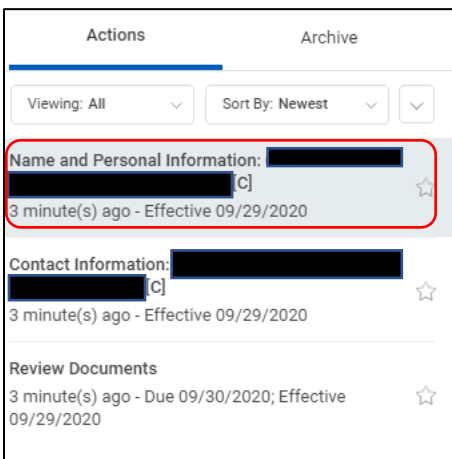 Actions
Archive
Viewing: All
Sort By: Newest
Name and Personal Information:
[C]
3 minute(s) ago - Effective 09/29/2020
Contact Information:
[C]
3 minute(s) ago - Effective 09/29/2020
Review Documents
3 minute(s) ago - Due 09/30/2020; Effective
09/29/2020